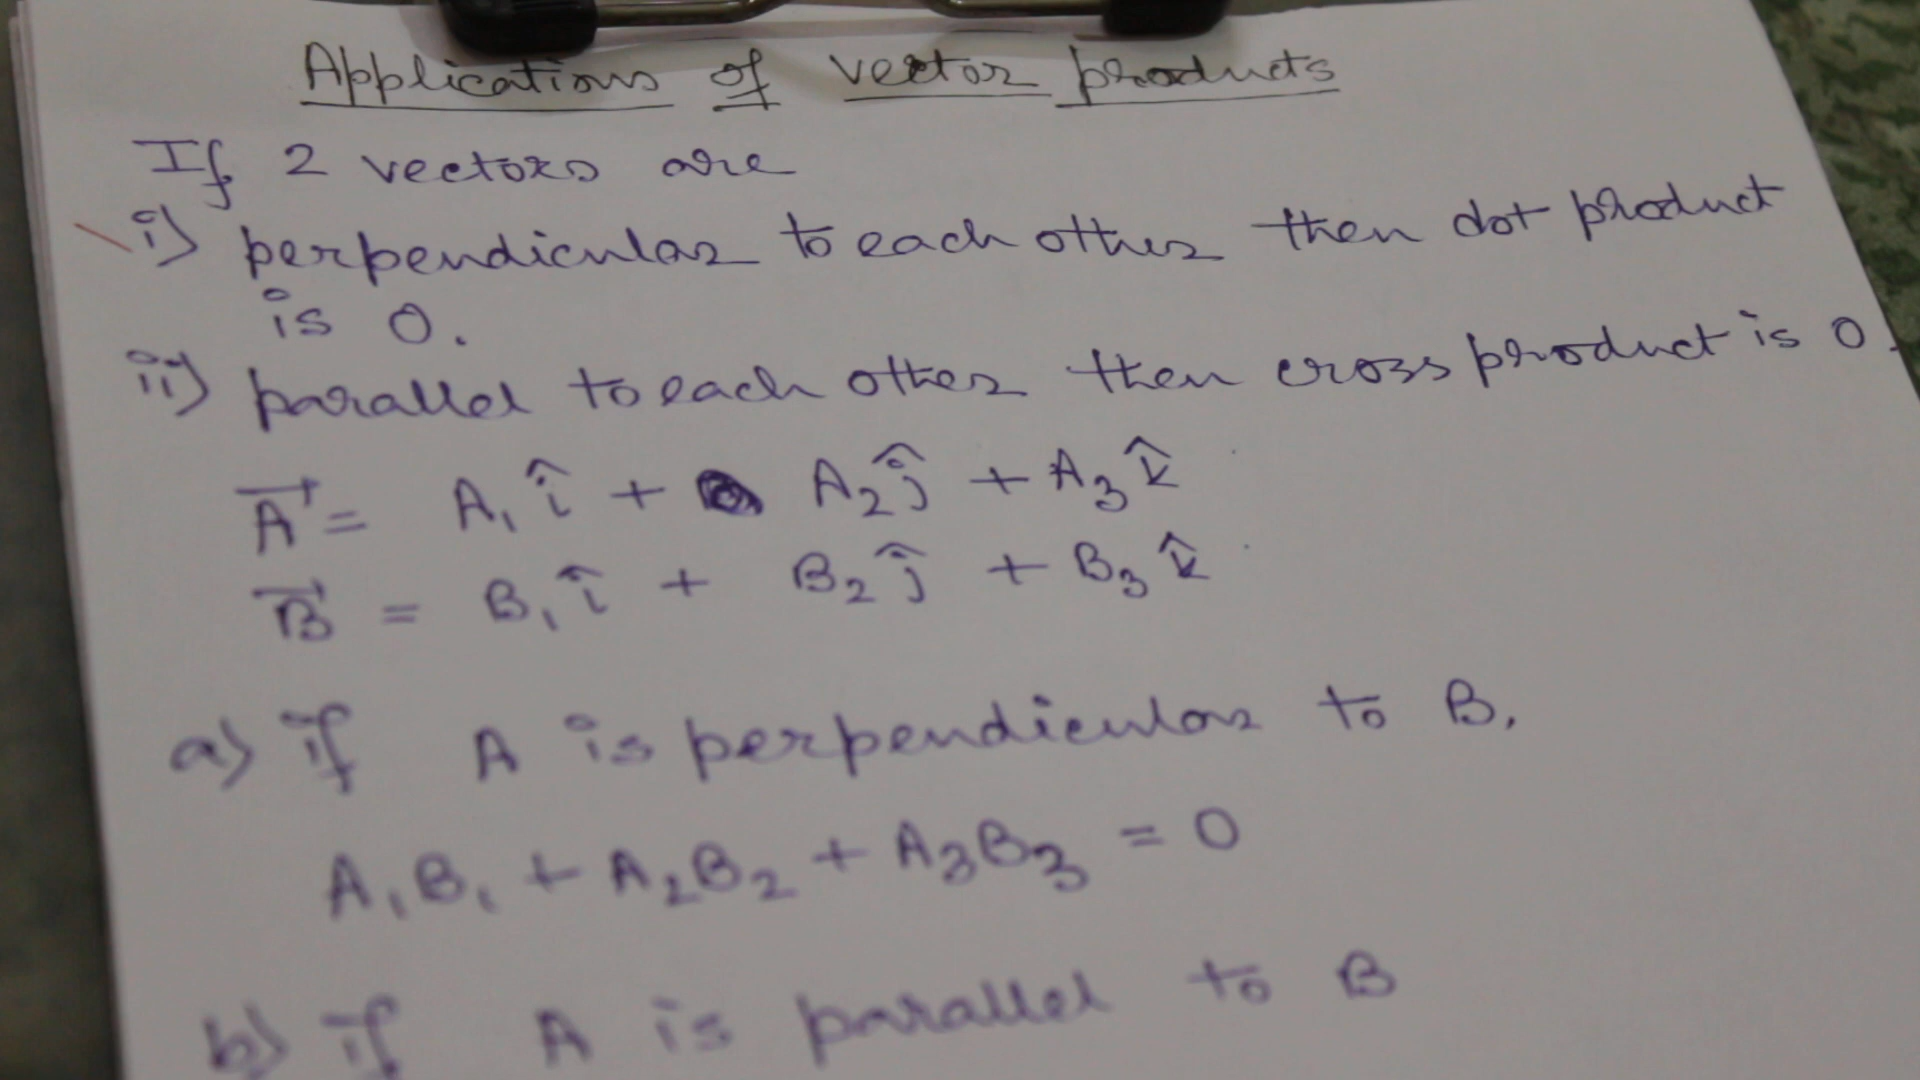 Applications of vector products
If 2 vectors are
i) perpendicular to each other then dot product
is 0.
ii) parallel to each other then cross product is 0.
A⃗ = A₁î + A₂ĵ + A₃k̂
B⃗ = B₁î + B₂ĵ + B₃k̂
a) if A is perpendicular to B.
A₁B₁ + A₂B₂ + A₃B₃ = 0
b) if A is parallel to B